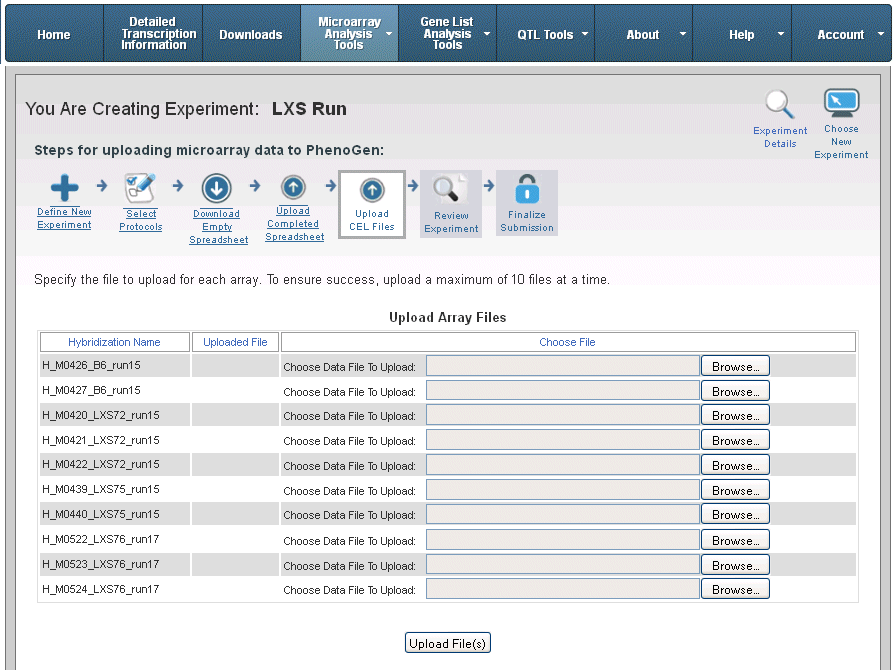 Home
Detailed
Transcription
Information
Downloads
Microarray
Analysis
Tools
Gene List
Analysis
Tools
QTL Tools
About
Help
Account
You Are Creating Experiment: LXS Run
Experiment
Details
Choose
New
Experiment
Steps for uploading microarray data to PhenoGen:
Define New
Experiment
Select
Protocols
Download
Empty
Spreadsheet
Upload
Completed
Spreadsheet
Upload
CEL Files
Review
Experiment
Finalize
Submission
Specify the file to upload for each array. To ensure success, upload a maximum of 10 files at a time.
Upload Array Files
Hybridization Name Uploaded File Choose File
H_M0426_B6_run15 Choose Data File To Upload: Browse...
H_M0427_B6_run15 Choose Data File To Upload: Browse...
H_M0420_LXS72_run15 Choose Data File To Upload: Browse...
H_M0421_LXS72_run15 Choose Data File To Upload: Browse...
H_M0422_LXS72_run15 Choose Data File To Upload: Browse...
H_M0439_LXS75_run15 Choose Data File To Upload: Browse...
H_M0440_LXS75_run15 Choose Data File To Upload: Browse...
H_M0522_LXS76_run17 Choose Data File To Upload: Browse...
H_M0523_LXS76_run17 Choose Data File To Upload: Browse...
H_M0524_LXS76_run17 Choose Data File To Upload: Browse...
Upload File(s)